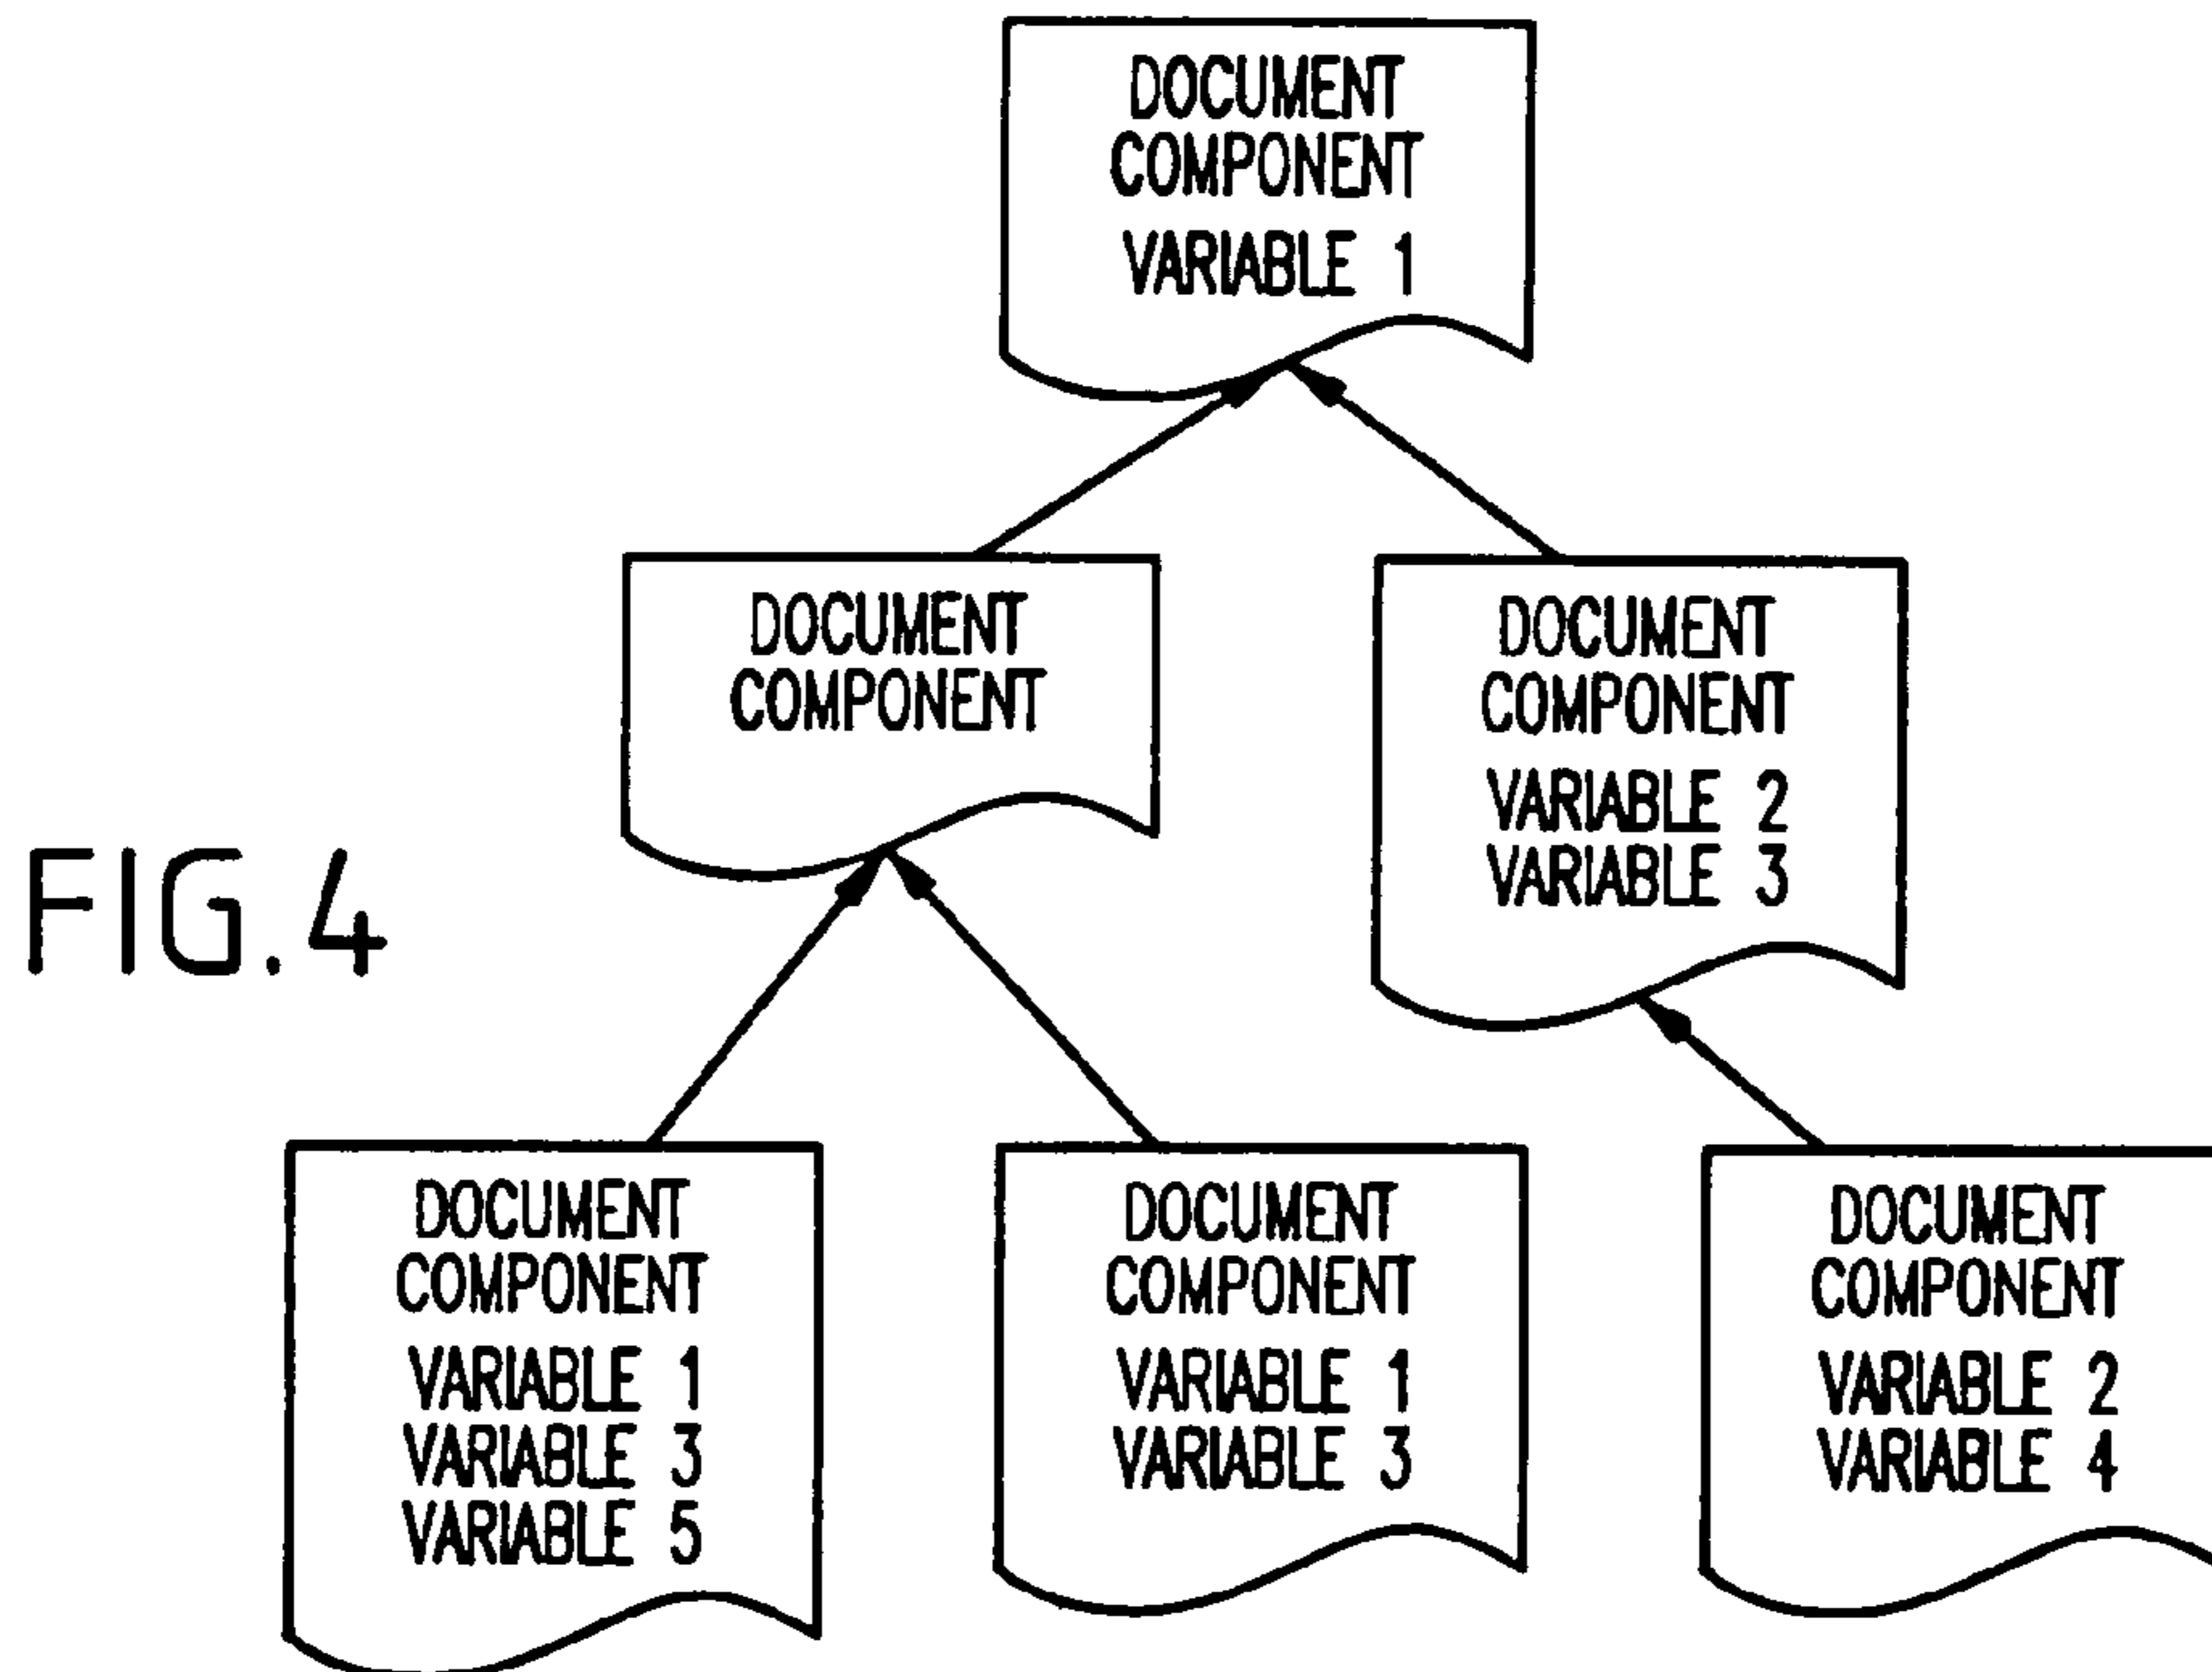 DOCUMENT
COMPONENT
VARIABLE 1
DOCUMENT
COMPONENT
DOCUMENT
COMPONENT
VARIABLE 2
VARIABLE 3
FIG.4
DOCUMENT
COMPONENT
VARIABLE 1
VARIABLE 3
VARIABLE 5
DOCUMENT
COMPONENT
VARIABLE 1
VARIABLE 3
DOCUMENT
COMPONENT
VARIABLE 2
VARIABLE 4